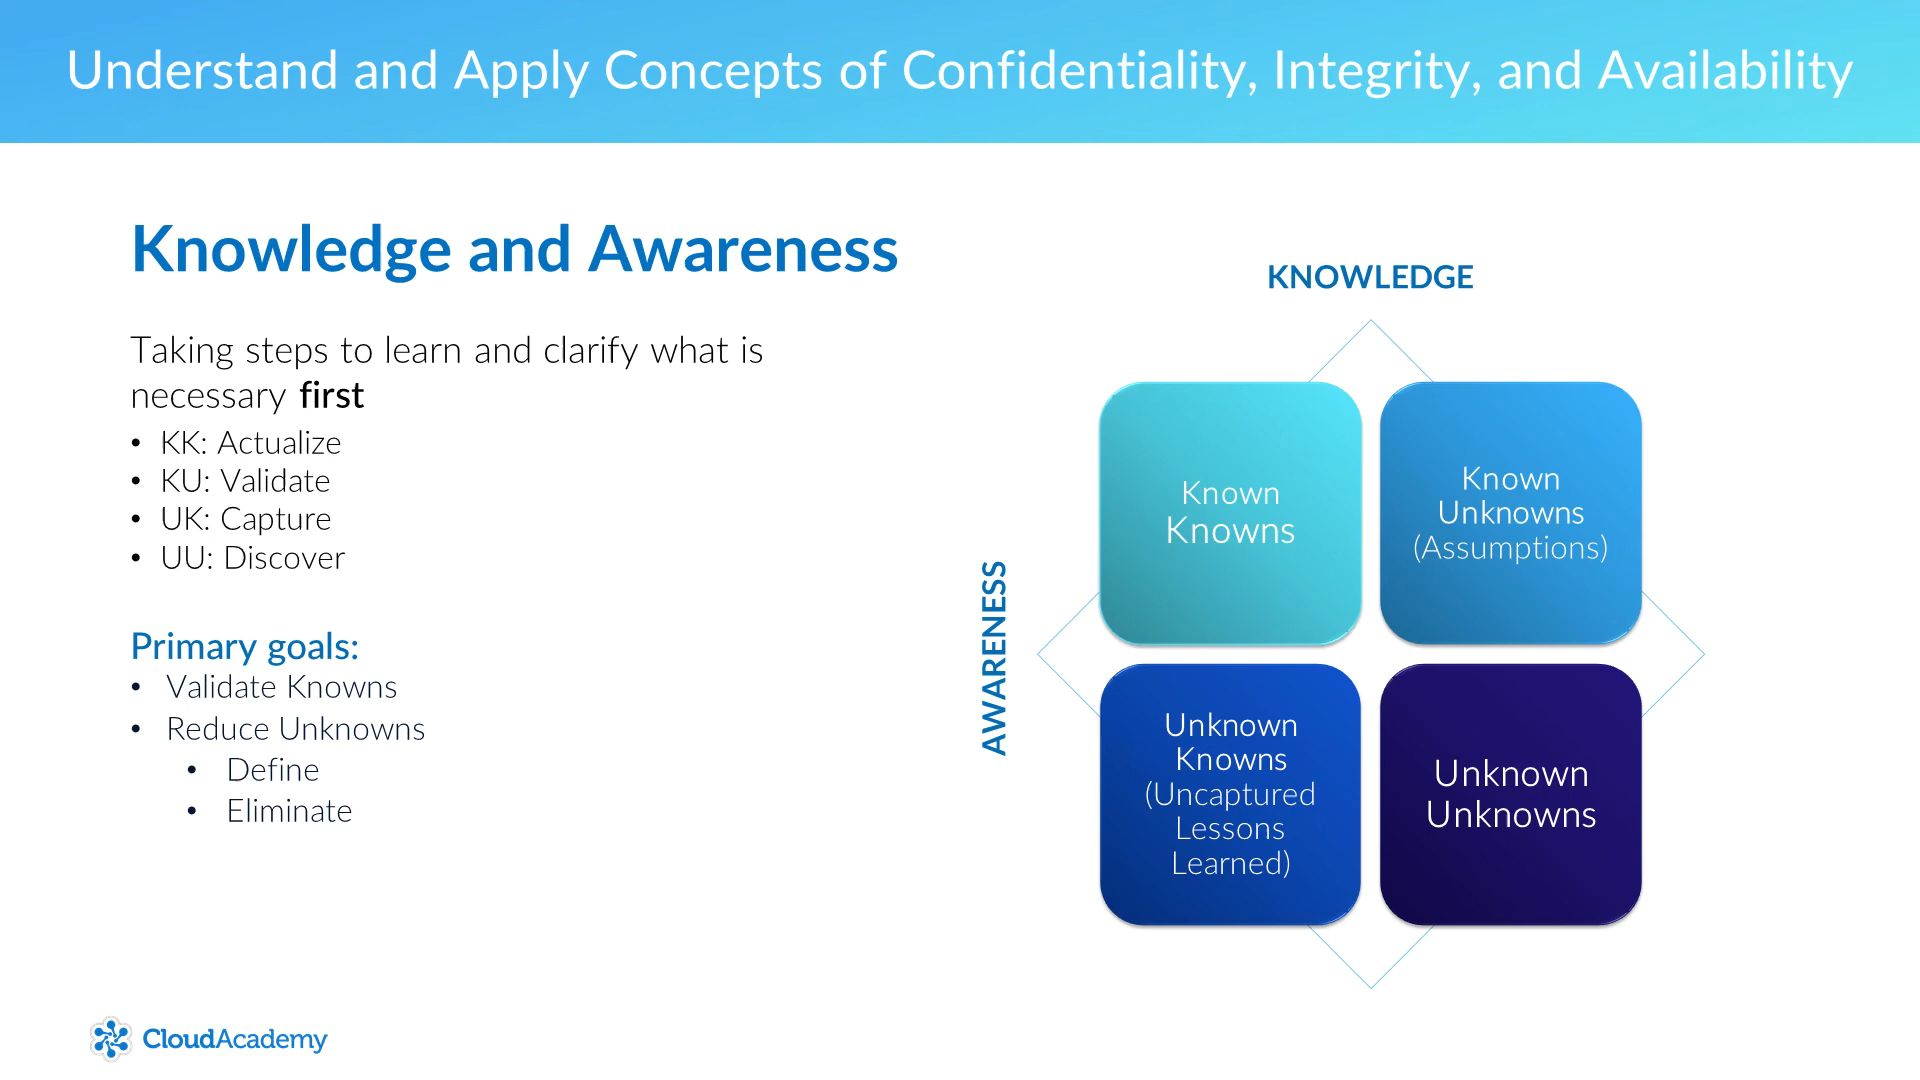 Understand and Apply Concepts of Confidentiality, Integrity, and Availability
Knowledge and Awareness
Taking steps to learn and clarify what is
necessary first
• KK: Actualize
• KU: Validate
• UK: Capture
• UU: Discover
Primary goals:
• Validate Knowns
• Reduce Unknowns
• Define
• Eliminate
KNOWLEDGE
AWARENESS
Known
Knowns
Known
Unknowns
(Assumptions)
Unknown
Knowns
(Uncaptured
Lessons
Learned)
Unknown
Unknowns
CloudAcademy